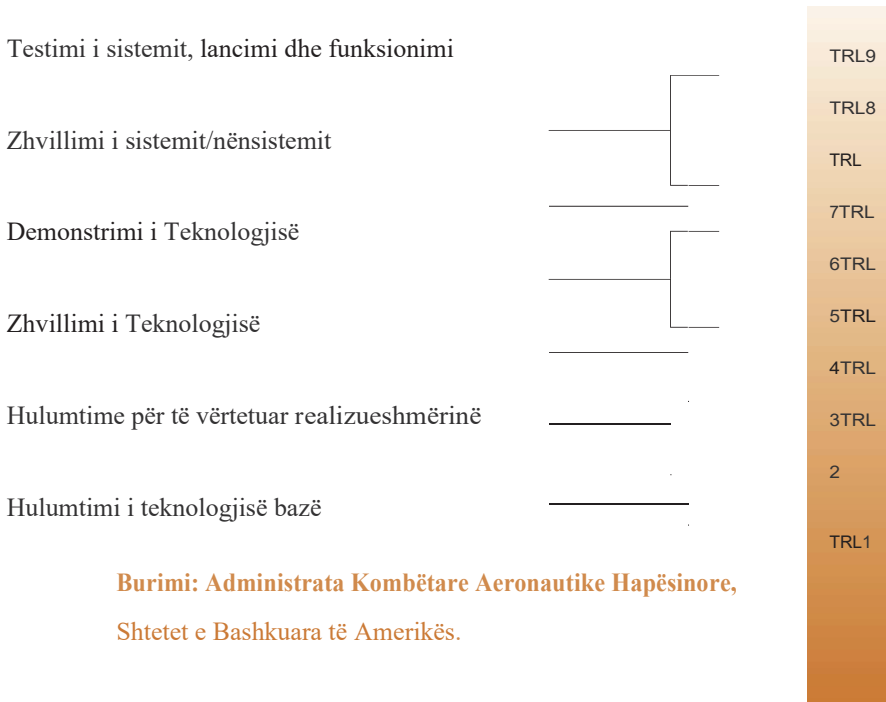 Testimi i sistemit, lancimi dhe funksionimi
Zhvillimi i sistemit/nënsistemit
Demonstrimi i Teknologjisë
Zhvillimi i Teknologjisë
Hulumtime për të vërtetuar realizueshmërinë
Hulumtimi i teknologjisë bazë
TRL9
TRL8
TRL
7TRL
6TRL
5TRL
4TRL
3TRL
2
TRL1
Burimi: Administrata Kombëtare Aeronautike Hapësinore,
Shtetet e Bashkuara të Amerikës.